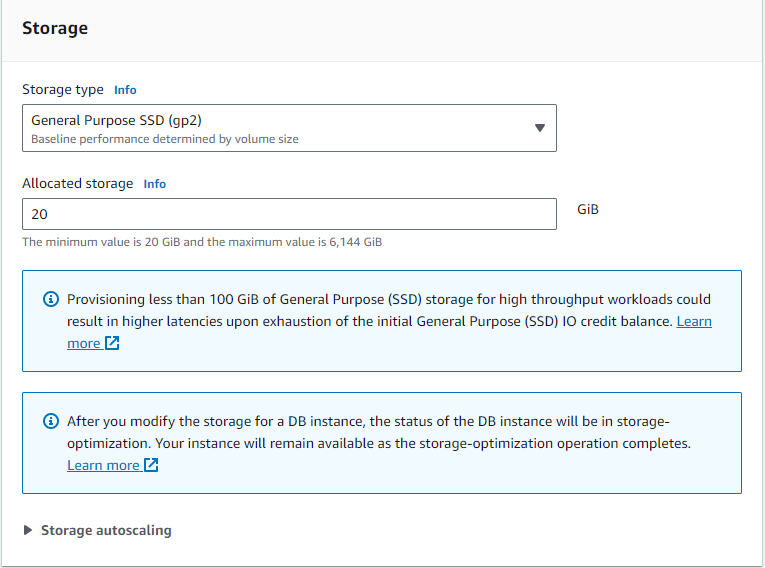 Storage
Storage type Info
General Purpose SSD (gp2)
Baseline performance determined by volume size
Allocated storage Info
20
GiB
The minimum value is 20 GiB and the maximum value is 6,144 GiB
Provisioning less than 100 GiB of General Purpose (SSD) storage for high throughput workloads could
result in higher latencies upon exhaustion of the initial General Purpose (SSD) IO credit balance. Learn
more
After you modify the storage for a DB instance, the status of the DB instance will be in storage-
optimization. Your instance will remain available as the storage-optimization operation completes.
Learn more
Storage autoscaling